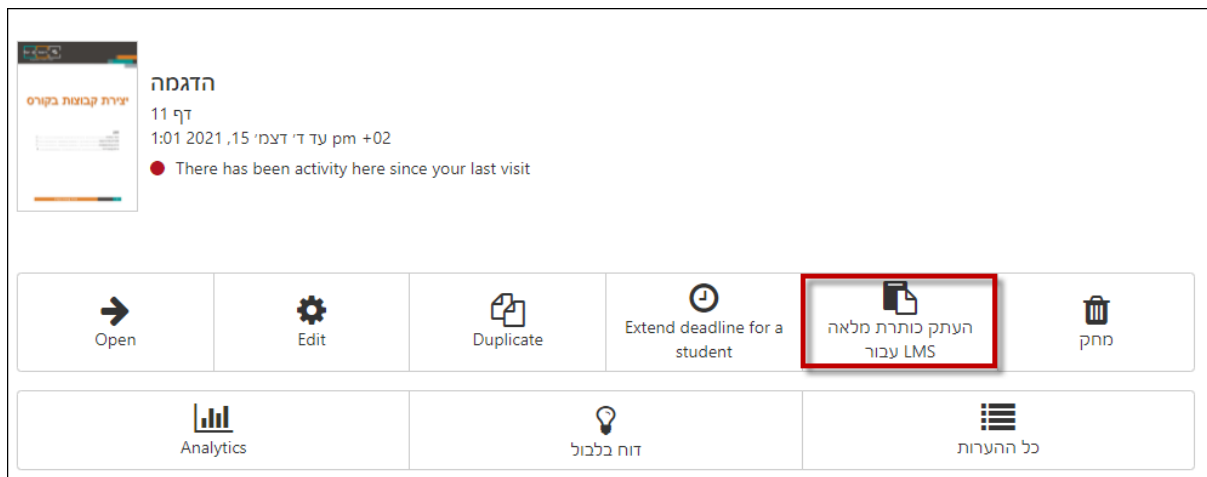 יצירת קבוצות בקורס
הדגמה
דף 11
עד ד׳ דצמ׳ 15, 2021 1:01 pm +02
There has been activity here since your last visit
Open
Edit
Duplicate
Extend deadline for a
student
העתק כותרת מלאה
עבור LMS
מחק
Analytics
דוח בלבול
כל ההערות